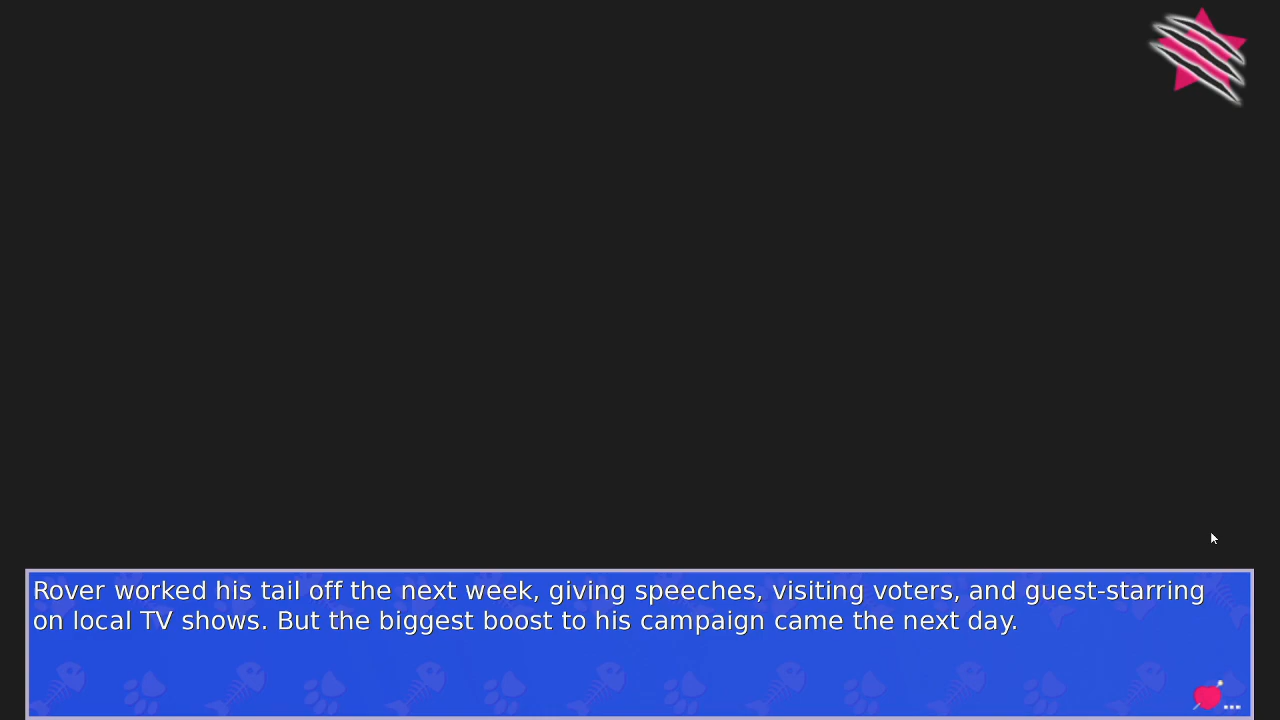 Rover worked his tail off the next week, giving speeches, visiting voters, and guest-starring
on local TV shows. But the biggest boost to his campaign came the next day.